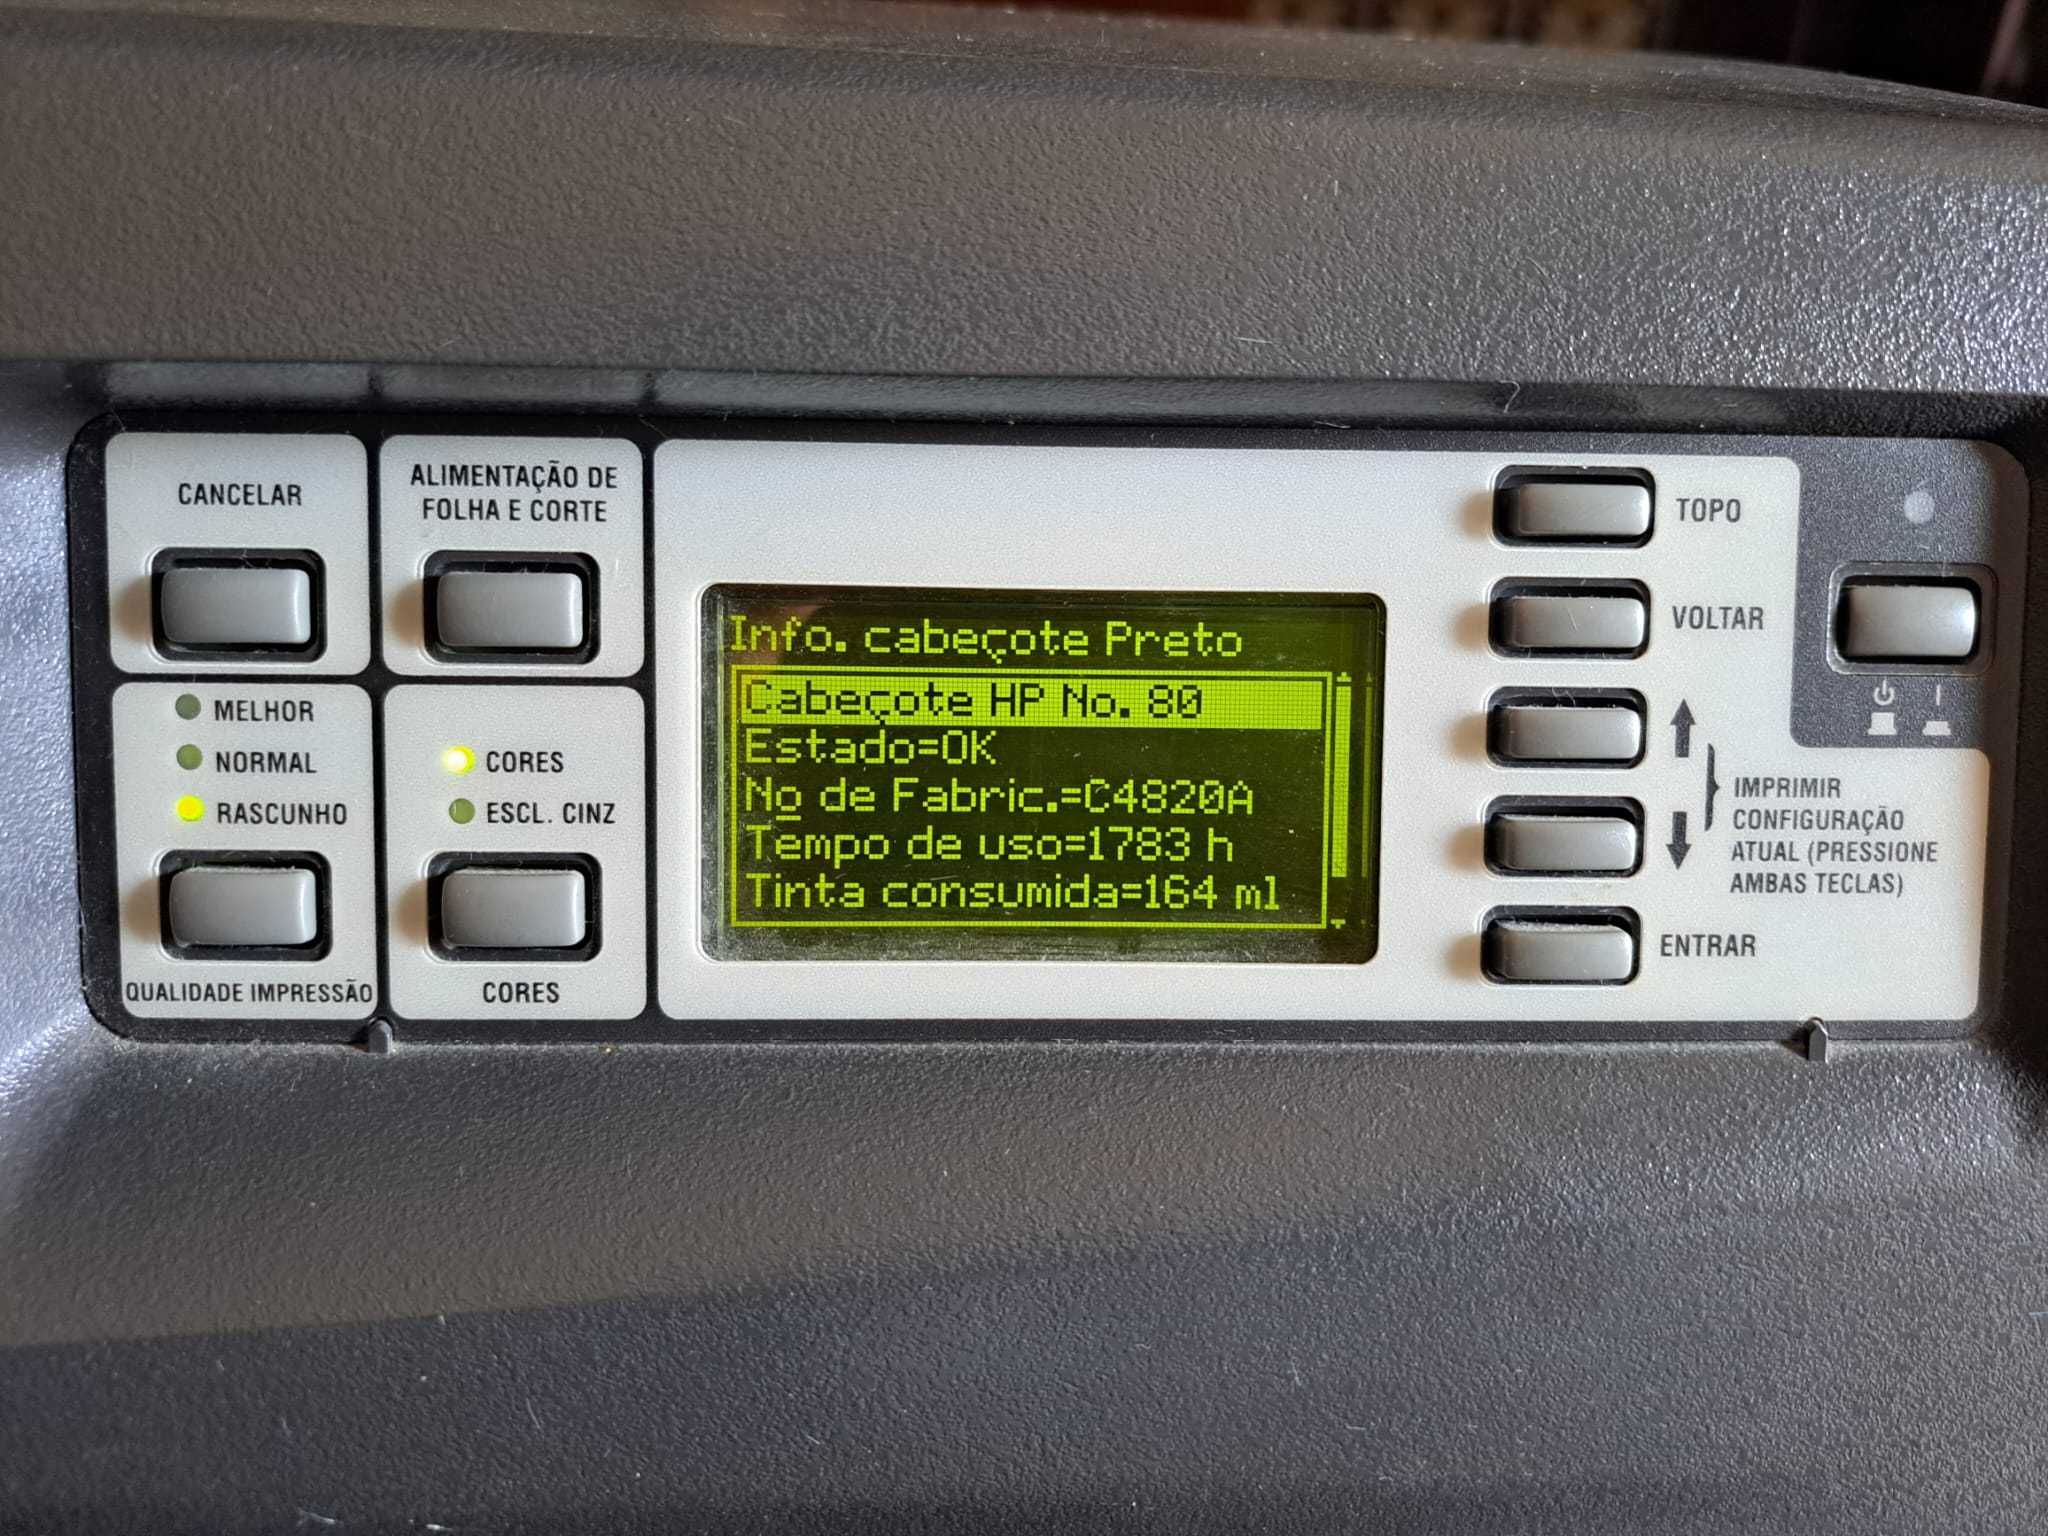 CANCELAR
ALIMENTAÇÃO DE
FOLHA E CORTE
MELHOR
NORMAL
RASCUNHO
QUALIDADE IMPRESSÃO
CORES
ESCL. CINZ
CORES
Info. cabeçote Preto
Cabeçote HP No. 80
Estado=OK
No de Fabric.=C4820A
Tempo de uso=1783 h
Tinta consumida=164 ml
TOPO
VOLTAR
IMPRIMIR
CONFIGURAÇÃO
ATUAL (PRESSIONE
AMBAS TECLAS)
ENTRAR